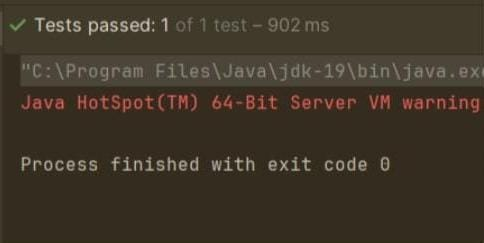 Tests passed: 1 of 1 test – 902 ms
"C:\Program Files\Java\jdk-19\bin\java.exe
Java HotSpot(TM) 64-Bit Server VM warning
Process finished with exit code 0